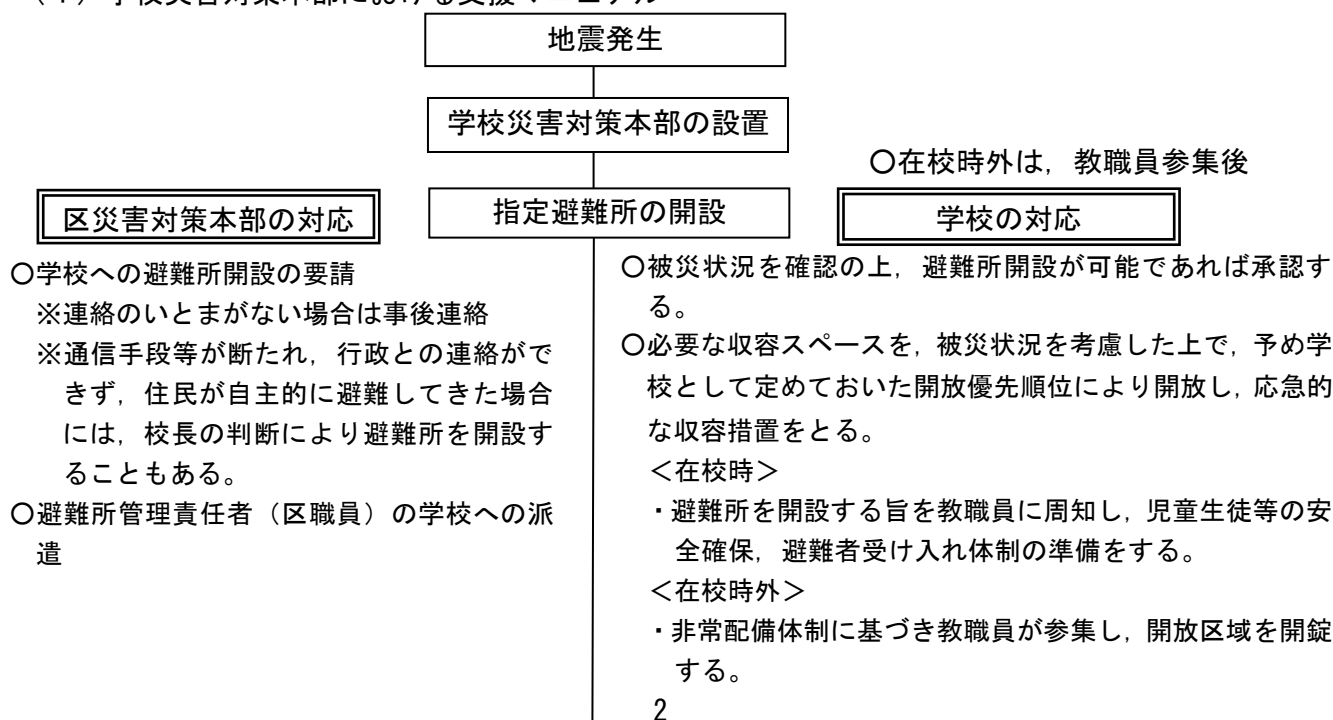 地震発生
学校災害対策本部の設置
〇在校時外は，教職員参集後
区災害対策本部の対応
指定避難所の開設
学校の対応
〇学校への避難所開設の要請
※連絡のいとまがない場合は事後連絡
※通信手段等が断たれ，行政との連絡がで
きず，住民が自主的に避難してきた場合
には，校長の判断により避難所を開設す
ることもある。
〇避難所管理責任者（区職員）の学校への派
遣
〇被災状況を確認の上，避難所開設が可能であれば承認す
る。
〇必要な収容スペースを，被災状況を考慮した上で，予め学
校として定めておいた開放優先順位により開放し，応急的
な収容措置をとる。
＜在校時＞
・避難所を開設する旨を教職員に周知し，児童生徒等の安
全確保，避難者受け入れ体制の準備をする。
＜在校時外＞
・非常配備体制に基づき教職員が参集し，開放区域を開錠
する。
2